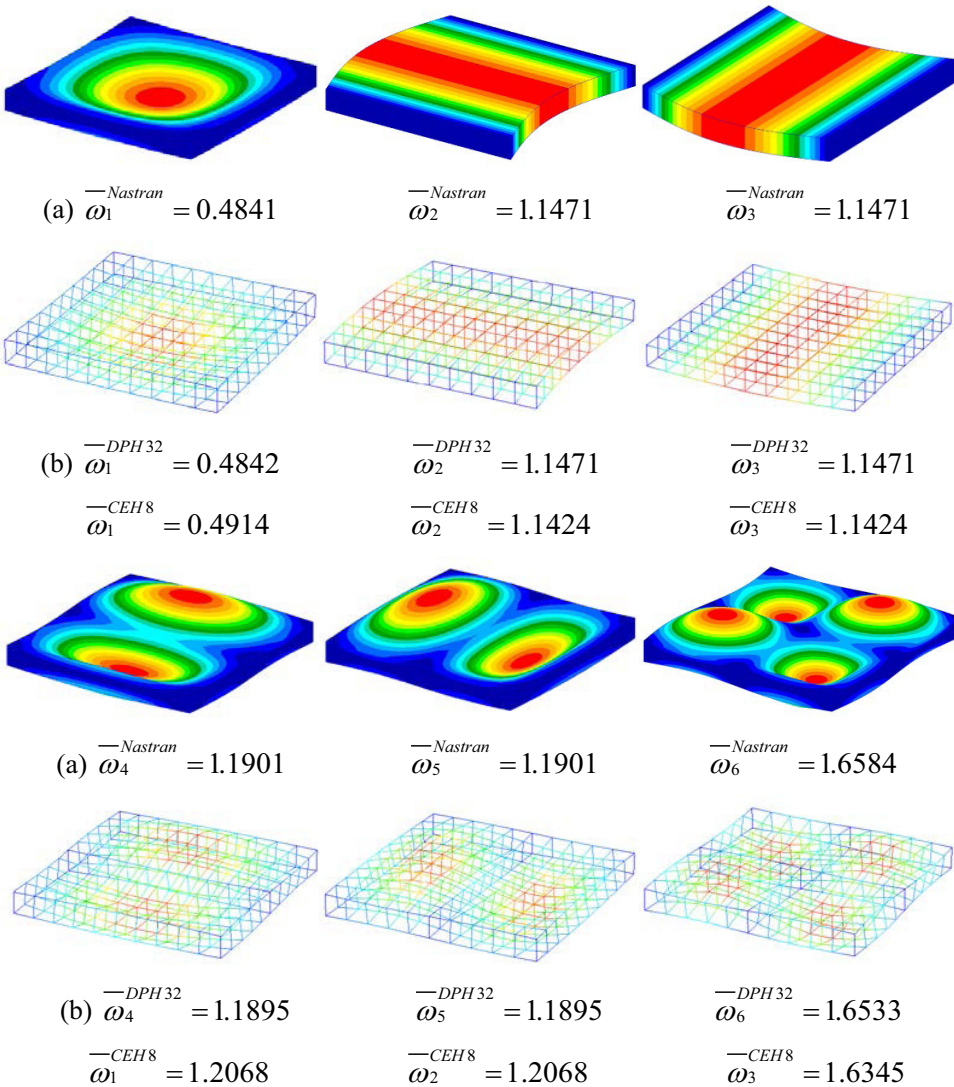 (a) ω̄₁^Nastran = 0.4841 ω̄₂^Nastran = 1.1471 ω̄₃^Nastran = 1.1471
(b) ω̄₁^DPH32 = 0.4842 ω̄₂^DPH32 = 1.1471 ω̄₃^DPH32 = 1.1471
ω̄₁^CEH8 = 0.4914 ω̄₂^CEH8 = 1.1424 ω̄₃^CEH8 = 1.1424
(a) ω̄₄^Nastran = 1.1901 ω̄₅^Nastran = 1.1901 ω̄₆^Nastran = 1.6584
(b) ω̄₄^DPH32 = 1.1895 ω̄₅^DPH32 = 1.1895 ω̄₆^DPH32 = 1.6533
ω̄₁^CEH8 = 1.2068 ω̄₂^CEH8 = 1.2068 ω̄₃^CEH8 = 1.6345